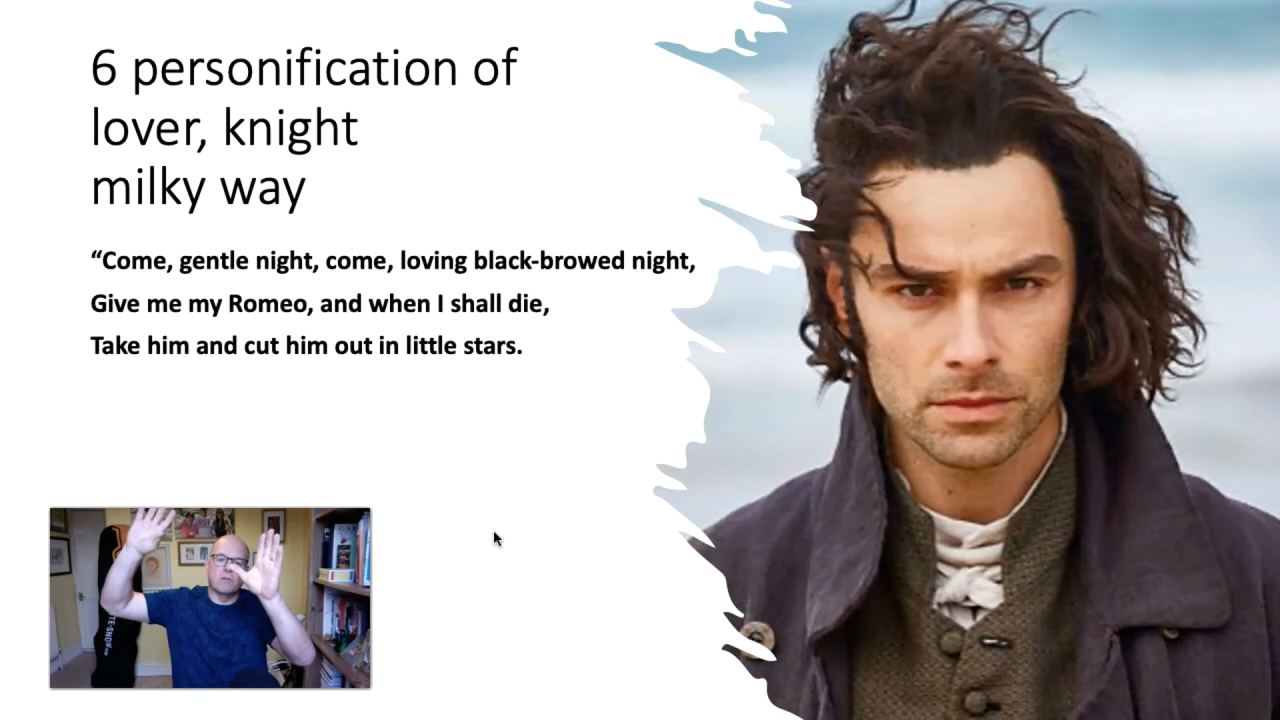 6 personification of
lover, knight
milky way
“Come, gentle night, come, loving black-browed night,
Give me my Romeo, and when I shall die,
Take him and cut him out in little stars.